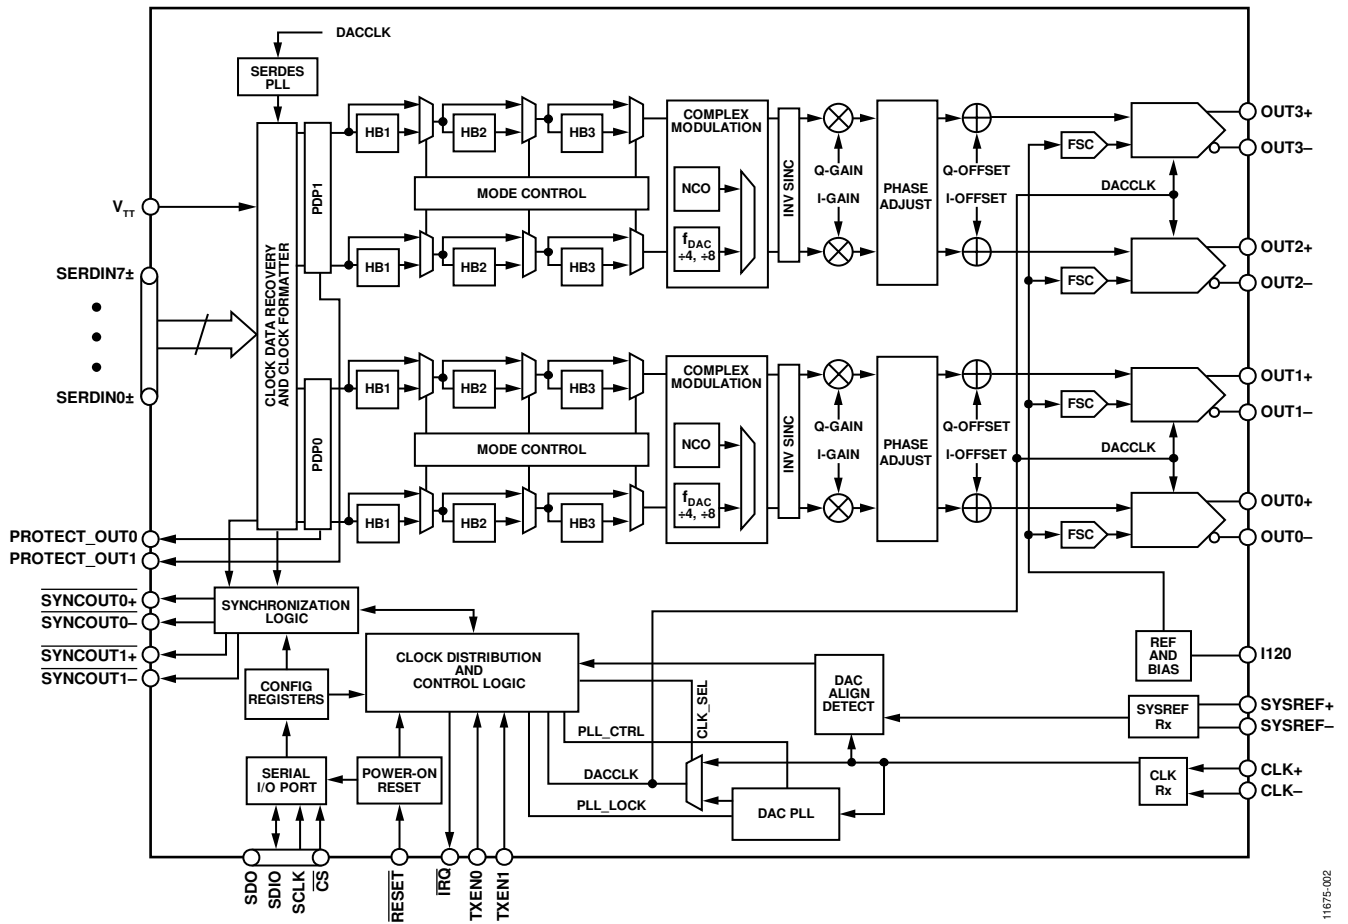 DACCLK
SERDES
PLL
CLOCK DATA RECOVERY
AND CLOCK FORMATTER
PDP1
HB1
HB2
HB3
MODE CONTROL
HB1
HB2
HB3
COMPLEX
MODULATION
NCO
fDAC
÷4, ÷8
INV SINC
Q-GAIN
I-GAIN
PHASE
ADJUST
Q-OFFSET
I-OFFSET
FSC
DACCLK
FSC
OUT3+
OUT3–
OUT2+
OUT2–
VTT
SERDIN7±
SERDIN0±
PDP0
HB1
HB2
HB3
MODE CONTROL
HB1
HB2
HB3
COMPLEX
MODULATION
NCO
fDAC
÷4, ÷8
INV SINC
Q-GAIN
I-GAIN
PHASE
ADJUST
Q-OFFSET
I-OFFSET
FSC
DACCLK
FSC
OUT1+
OUT1–
OUT0+
OUT0–
PROTECT_OUT0
PROTECT_OUT1
SYNCOUT0+
SYNCOUT0–
SYNCOUT1+
SYNCOUT1–
SYNCHRONIZATION
LOGIC
CLOCK DISTRIBUTION
AND
CONTROL LOGIC
CONFIG
REGISTERS
SERIAL
I/O PORT
POWER-ON
RESET
PLL_CTRL
DACCLK
PLL_LOCK
CLK_SEL
DAC PLL
DAC
ALIGN
DETECT
REF
AND
BIAS
I120
SYSREF
Rx
SYSREF+
SYSREF–
CLK
Rx
CLK+
CLK–
SDO
SDIO
SCLK
CS
RESET
IRQ
TXEN0
TXEN1
11675-002